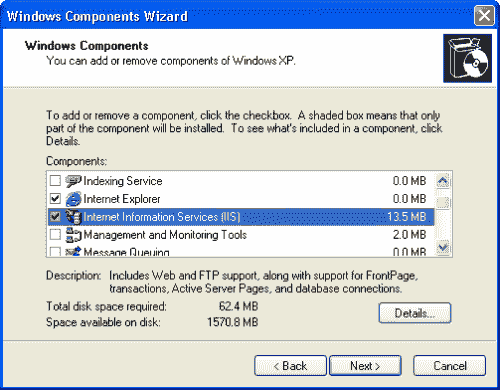 Windows Components Wizard
Windows Components
You can add or remove components of Windows XP.
To add or remove a component, click the checkbox. A shaded box means that only
part of the component will be installed. To see what's included in a component, click
Details.
Components:
Indexing Service 0.0 MB
Internet Explorer 0.0 MB
Internet Information Services (IIS) 13.5 MB
Management and Monitoring Tools 2.0 MB
Message Queuing 0.0 MB
Description: Includes Web and FTP support, along with support for FrontPage,
transactions, Active Server Pages, and database connections.
Total disk space required: 62.4 MB
Space available on disk: 1570.8 MB
Details...
< Back Next > Cancel